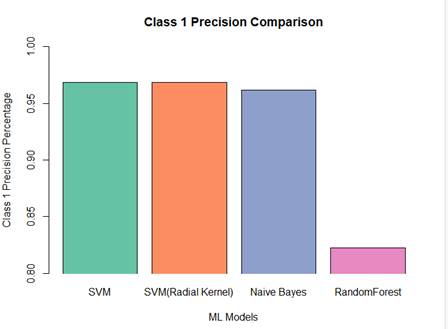 Class 1 Precision Comparison
Class 1 Precision Percentage
1.00
0.95
0.90
0.85
0.80
SVM SVM(Radial Kernel) Naive Bayes RandomForest
ML Models